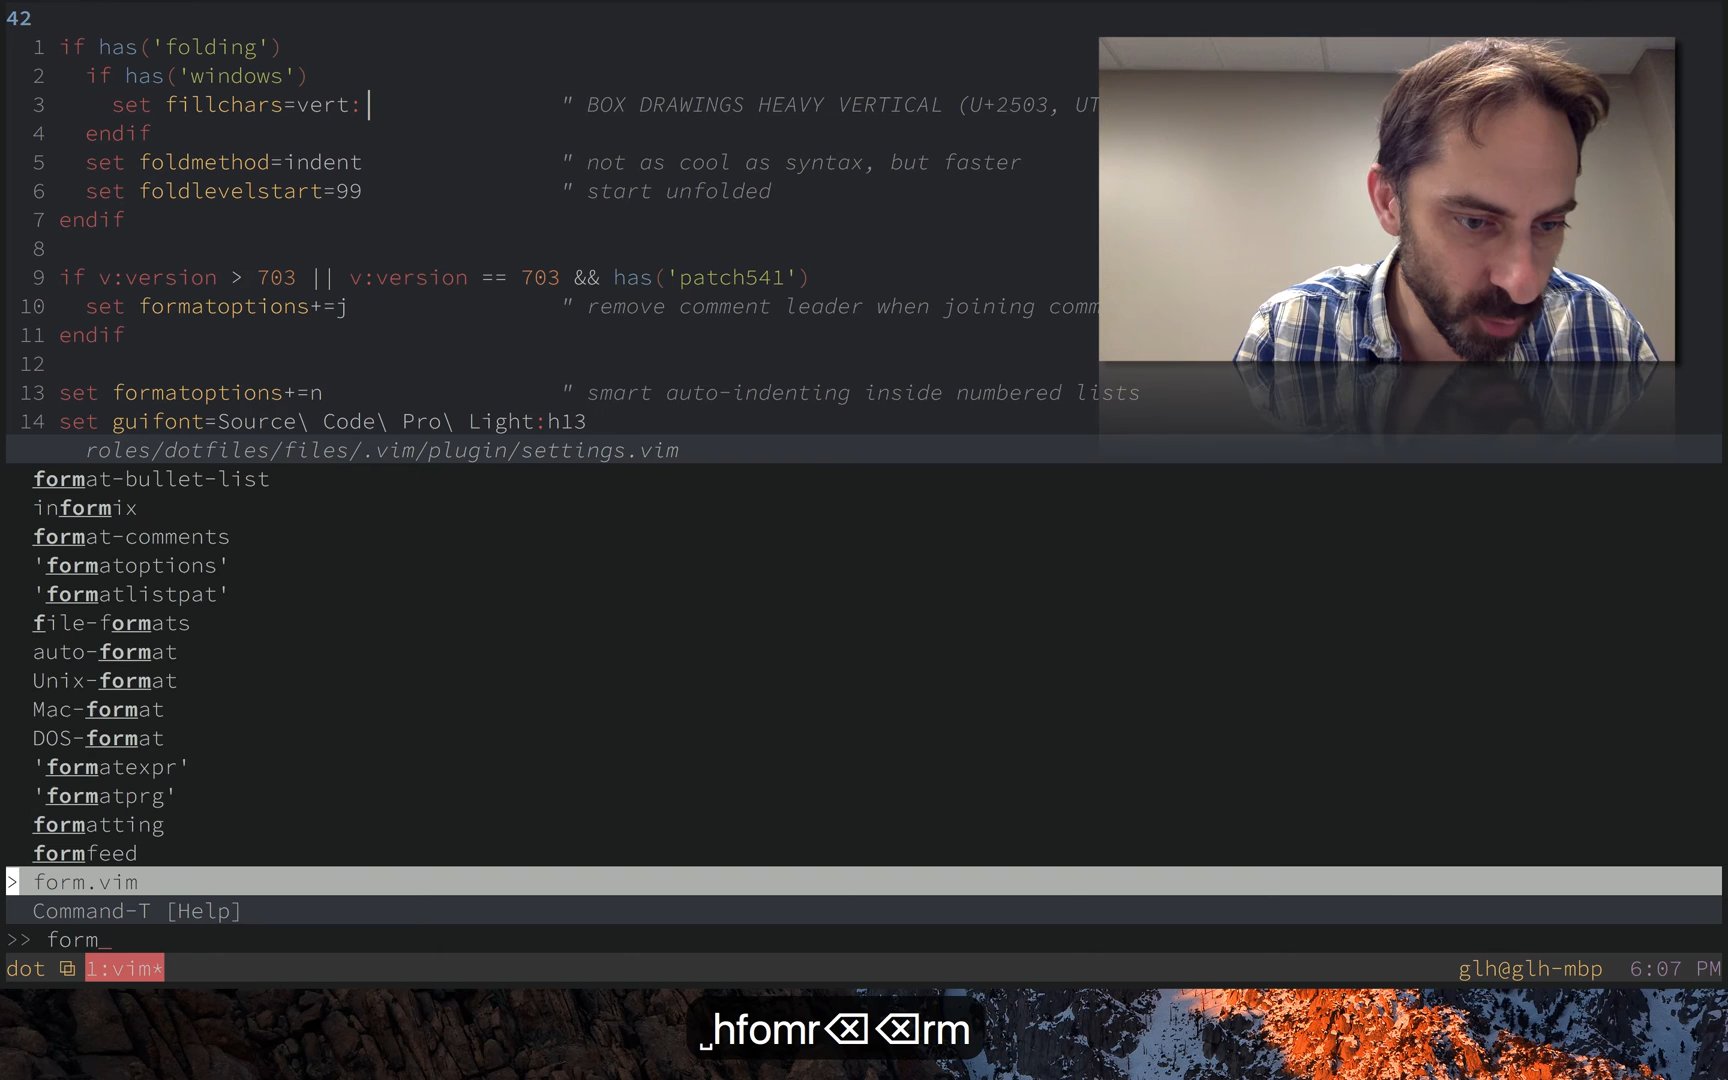 42
1 if has('folding')
2 if has('windows')
3 set fillchars=vert:┃ " BOX DRAWINGS HEAVY VERTICAL (U+2503, UT
4 endif
5 set foldmethod=indent " not as cool as syntax, but faster
6 set foldlevelstart=99 " start unfolded
7 endif
8
9 if v:version > 703 || v:version == 703 && has('patch541')
10 set formatoptions+=j " remove comment leader when joining comm
11 endif
12
13 set formatoptions+=n " smart auto-indenting inside numbered lists
14 set guifont=Source\ Code\ Pro\ Light:h13
roles/dotfiles/files/.vim/plugin/settings.vim
format-bullet-list
informix
format-comments
'formatoptions'
'formatlistpat'
file-formats
auto-format
Unix-format
Mac-format
DOS-format
'formatexpr'
'formatprg'
formatting
formfeed
> form.vim
Command-T [Help]
>> form_
dot ⧉ 1:vim* glh@glh-mbp 6:07 PM
␣hfomr⌫⌫rm